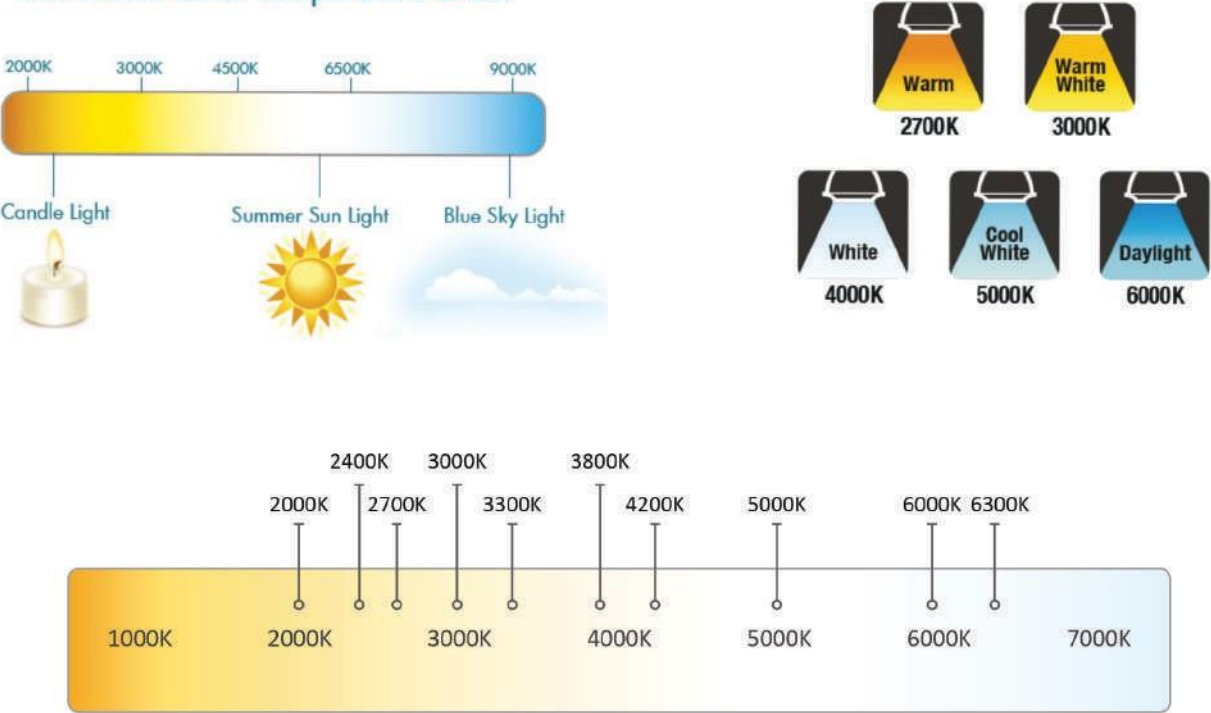 2000K 3000K 4500K 6500K 9000K
Candle Light Summer Sun Light Blue Sky Light
Warm
2700K
Warm
White
3000K
White
4000K
Cool
White
5000K
Daylight
6000K
2400K 3000K 3800K
2000K 2700K 3300K 4200K 5000K 6000K 6300K
1000K 2000K 3000K 4000K 5000K 6000K 7000K